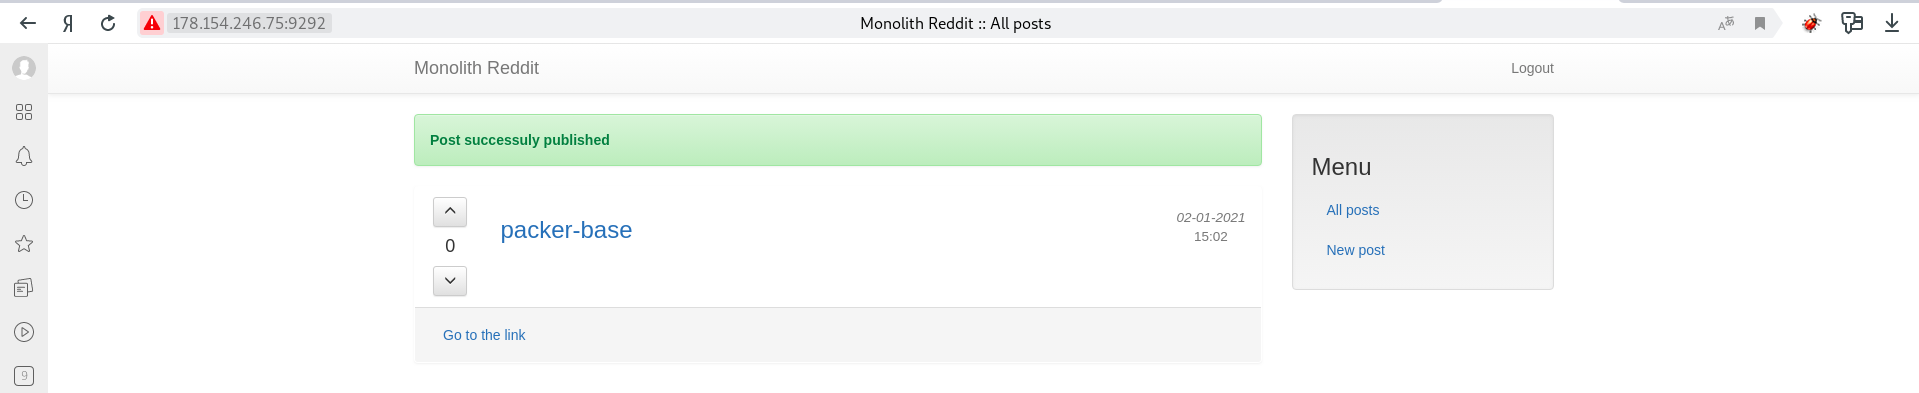 Я
178.154.246.75:9292
Monolith Reddit :: All posts
Monolith Reddit
Logout
Post successuly published
0
packer-base
02-01-2021
15:02
Go to the link
Menu
All posts
New post
9